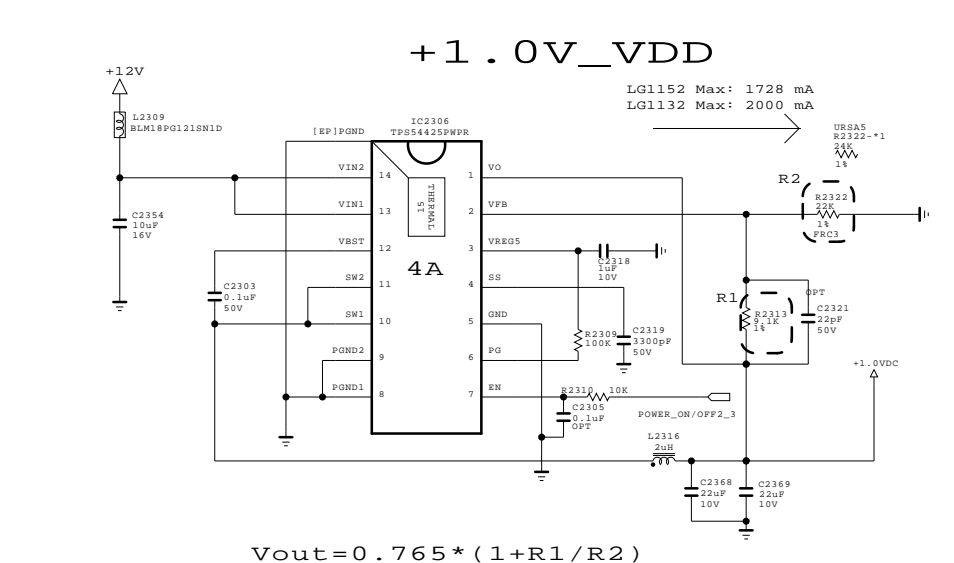 +1.0V_VDD
+12V
LG1152 Max: 1728 mA
LG1132 Max: 2000 mA
L2309
BLM18PG121SN1D
IC2306
TPS54425PWPR
[EP]PGND
URSA5
R2322-*1
24K
1%
VIN2
14
1
VO
R2
THERMAL
15
R2322
22K
1%
FRC3
VIN1
13
2
VFB
C2354
10uF
16V
VBST
12
3
VREG5
C2318
1uF
10V
4A
SW2
11
4
SS
C2303
0.1uF
50V
R1
OPT
R2313
9.1K
1%
C2321
22pF
50V
SW1
10
5
GND
R2309
100K
C2319
3300pF
50V
PGND2
9
6
PG
+1.0VDC
PGND1
8
7
EN
R2310
10K
C2305
0.1uF
OPT
POWER_ON/OFF2_3
L2316
2uH
C2368
22uF
10V
C2369
22uF
10V
Vout=0.765*(1+R1/R2)